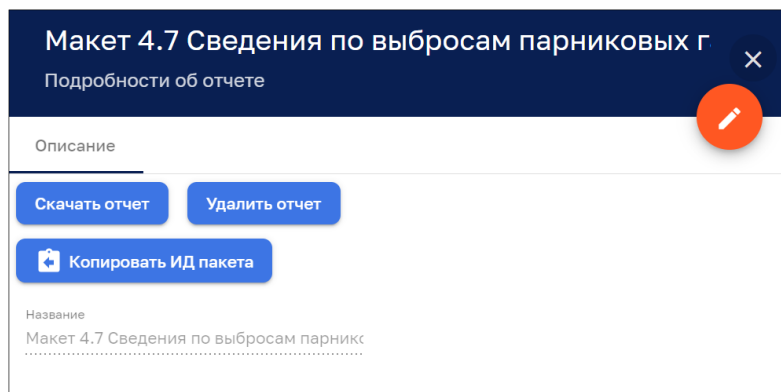 Макет 4.7 Сведения по выбросам парниковых г
Подробности об отчете
Описание
Скачать отчет Удалить отчет
Копировать ИД пакета
Название
Макет 4.7 Сведения по выбросам парникс